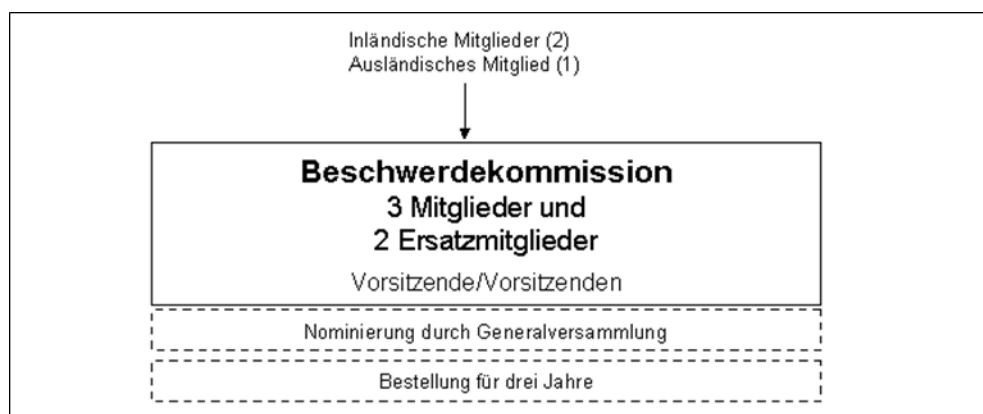 Inländische Mitglieder (2)
Ausländisches Mitglied (1)
Beschwerdekommission
3 Mitglieder und
2 Ersatzmitglieder
Vorsitzende/Vorsitzenden
Nominierung durch Generalversammlung
Bestellung für drei Jahre